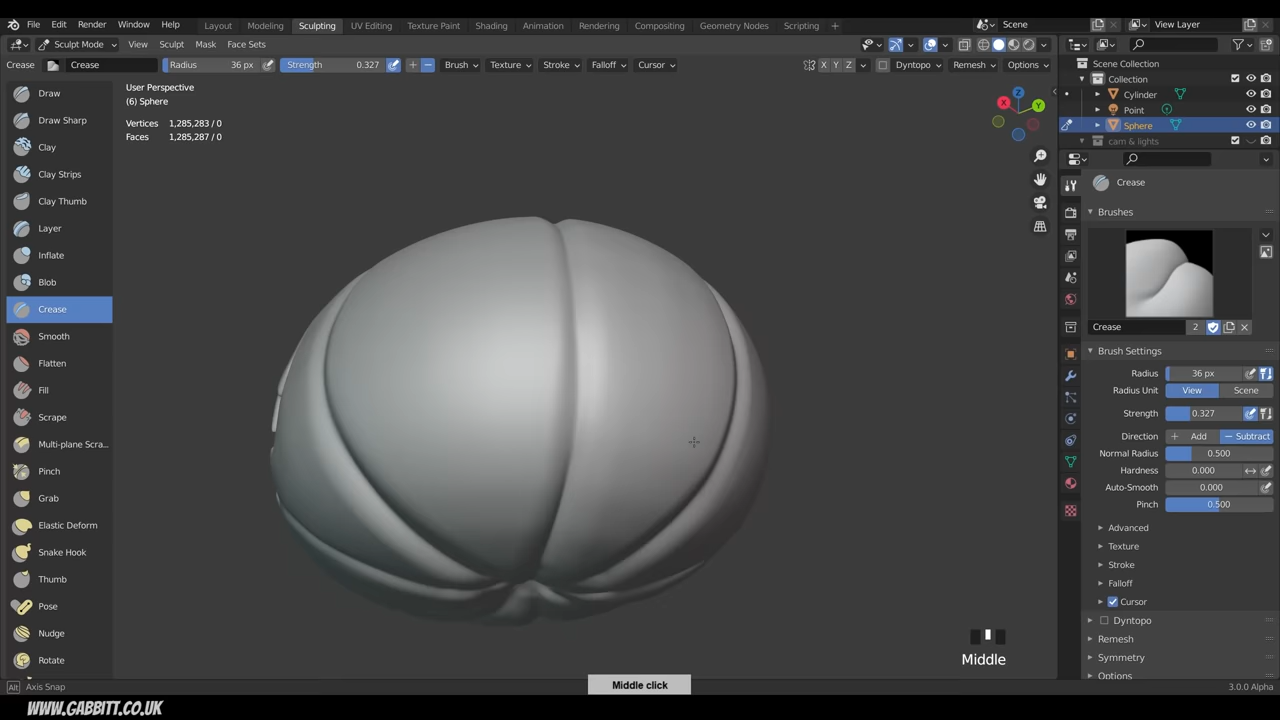 File Edit Render Window Help Layout Modeling Sculpting UV Editing Texture Paint Shading Animation Rendering Compositing Geometry Nodes Scripting + Scene View Layer
Sculpt Mode View Sculpt Mask Face Sets
Crease Crease Radius 36 px Strength 0.327 + − Brush Texture Stroke Falloff Cursor X Y Z Dyntopo Remesh Options
User Perspective
(6) Sphere
Vertices 1,285,283 / 0
Faces 1,285,287 / 0
Draw
Draw Sharp
Clay
Clay Strips
Clay Thumb
Layer
Inflate
Blob
Crease
Smooth
Flatten
Fill
Scrape
Multi-plane Scra...
Pinch
Grab
Elastic Deform
Snake Hook
Thumb
Pose
Nudge
Rotate
Z
X
Y
Middle
Middle click
Scene Collection
Collection
Cylinder
Point
Sphere
cam & lights
Crease
Brushes
Crease 2
Brush Settings
Radius 36 px
Radius Unit View Scene
Strength 0.327
Direction + Add − Subtract
Normal Radius 0.500
Hardness 0.000
Auto-Smooth 0.000
Pinch 0.500
Advanced
Texture
Stroke
Falloff
Cursor
Dyntopo
Remesh
Symmetry
Options
Alt Axis Snap
3.0.0 Alpha
WWW.GABBITT.CO.UK